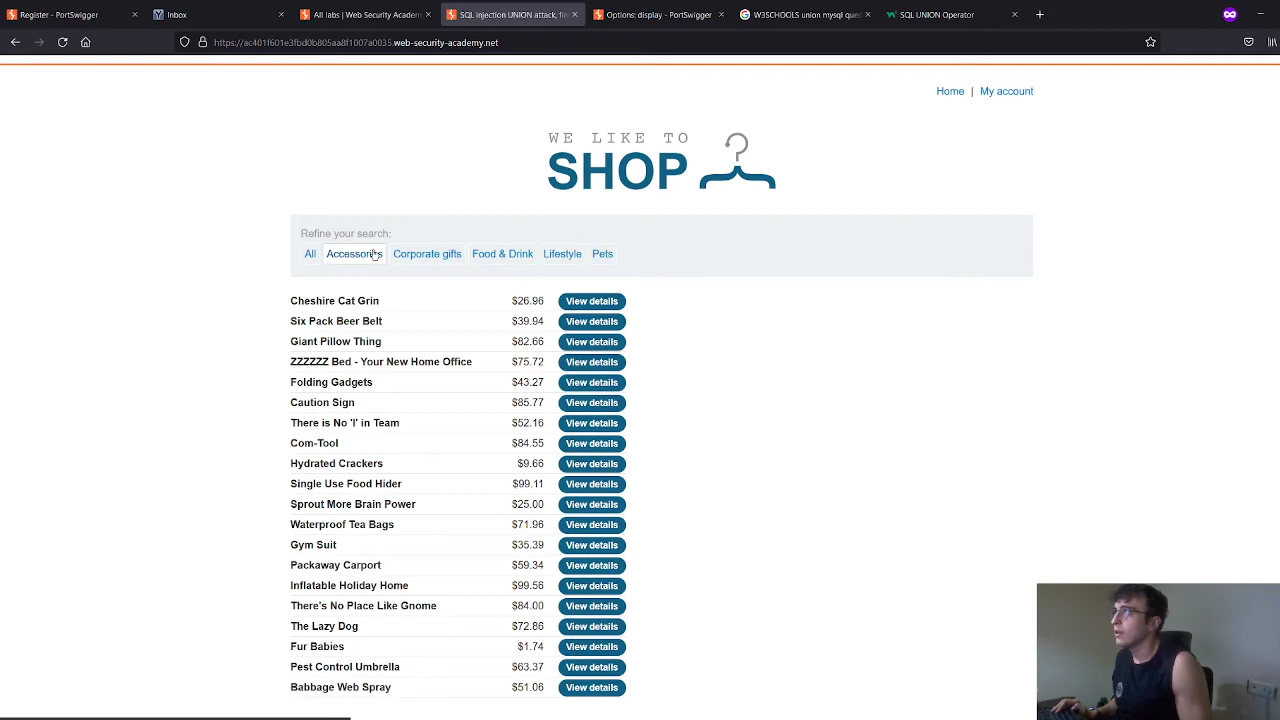 Register - PortSwigger
Inbox
All labs | Web Security Academy
SQL injection UNION attack, fin
Options: display - PortSwigger
W3SCHOOLS union mysql que
SQL UNION Operator
https://ac401f601e3fbd0b805aa8f1007a0035.web-security-academy.net
Home | My account
WE LIKE TO
SHOP
Refine your search:
All Accessories Corporate gifts Food & Drink Lifestyle Pets
Cheshire Cat Grin $26.96 View details
Six Pack Beer Belt $39.94 View details
Giant Pillow Thing $82.66 View details
ZZZZZZ Bed - Your New Home Office $75.72 View details
Folding Gadgets $43.27 View details
Caution Sign $85.77 View details
There is No 'I' in Team $52.16 View details
Com-Tool $84.55 View details
Hydrated Crackers $9.66 View details
Single Use Food Hider $99.11 View details
Sprout More Brain Power $25.00 View details
Waterproof Tea Bags $71.96 View details
Gym Suit $35.39 View details
Packaway Carport $59.34 View details
Inflatable Holiday Home $99.56 View details
There's No Place Like Gnome $84.00 View details
The Lazy Dog $72.86 View details
Fur Babies $1.74 View details
Pest Control Umbrella $63.37 View details
Babbage Web Spray $51.06 View details